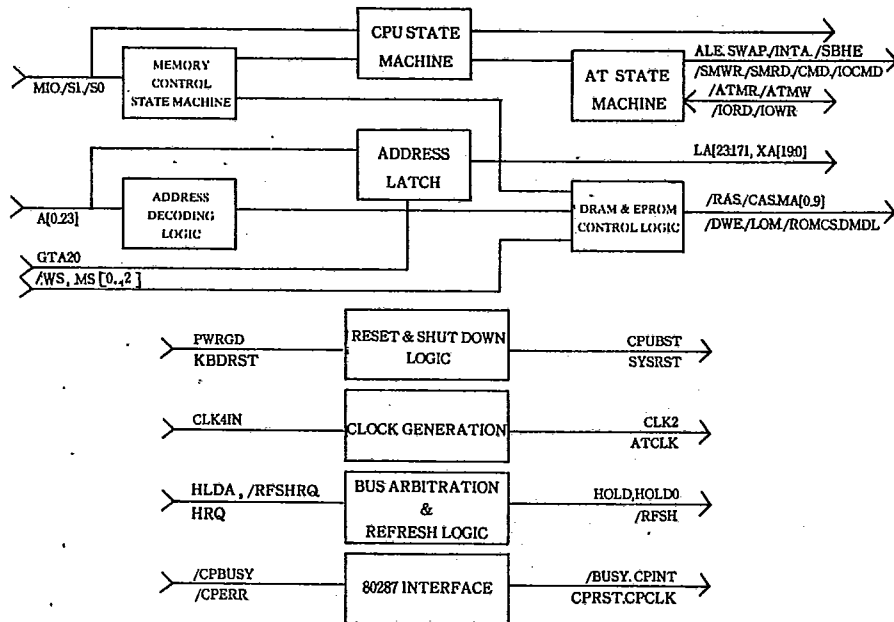 CPU STATE
MACHINE
MEMORY
CONTROL
STATE MACHINE
MIO./S1./S0
AT STATE
MACHINE
ALE.SWAP./INTA./SBHE
/SMWR./SMRD./CMD./IOCMD
/ATMR./ATMW
/IORD./IOWR
ADDRESS
LATCH
LA[23:17], XA[19:0]
A[0.23]
ADDRESS
DECODING
LOGIC
DRAM & EPROM
CONTROL LOGIC
/RAS./CAS.MA[0,9]
/DWE./LOM./ROMCS.DMDL
GTA20
/WS, MS[0..2]
PWRGD
KBDRST
RESET & SHUT DOWN
LOGIC
CPUBST
SYSRST
CLK4IN
CLOCK GENERATION
CLK2
ATCLK
HLDA, /RFSHRQ
HRQ
BUS ARBITRATION
&
REFRESH LOGIC
HOLD,HOLD0
/RFSH
/CPBUSY
/CPERR
80287 INTERFACE
/BUSY.CPINT
CPRST.CPCLK